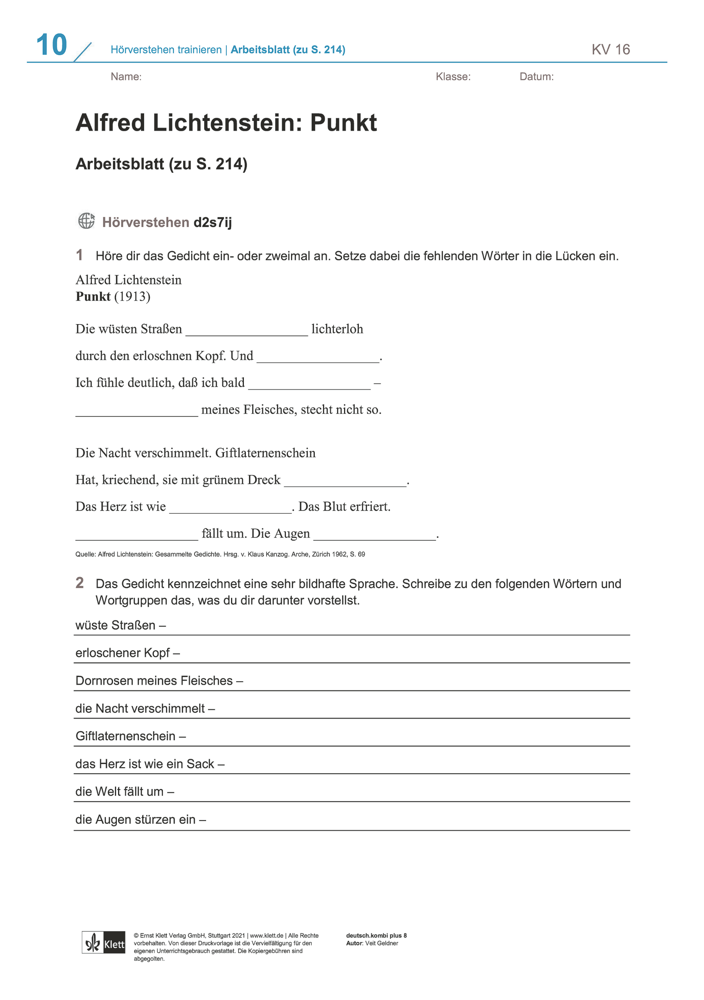 10
Hörverstehen trainieren | Arbeitsblatt (zu S. 214)
KV 16
Name:
Klasse:
Datum:
Alfred Lichtenstein: Punkt
Arbeitsblatt (zu S. 214)
Hörverstehen d2s7ij
1 Höre dir das Gedicht ein- oder zweimal an. Setze dabei die fehlenden Wörter in die Lücken ein.
Alfred Lichtenstein
Punkt (1913)
Die wüsten Straßen __________________ lichterloh
durch den erloschnen Kopf. Und __________________.
Ich fühle deutlich, daß ich bald __________________ –
__________________ meines Fleisches, stecht nicht so.
Die Nacht verschimmelt. Giftlaternenschein
Hat, kriechend, sie mit grünem Dreck __________________.
Das Herz ist wie __________________. Das Blut erfriert.
__________________ fällt um. Die Augen __________________.
Quelle: Alfred Lichtenstein: Gesammelte Gedichte. Hrsg. v. Klaus Kanzog. Arche, Zürich 1962, S. 69
2 Das Gedicht kennzeichnet eine sehr bildhafte Sprache. Schreibe zu den folgenden Wörtern und
Wortgruppen das, was du dir darunter vorstellst.
wüste Straßen –
erloschener Kopf –
Dornrosen meines Fleisches –
die Nacht verschimmelt –
Giftlaternenschein –
das Herz ist wie ein Sack –
die Welt fällt um –
die Augen stürzen ein –
Klett
© Ernst Klett Verlag GmbH, Stuttgart 2021 | www.klett.de | Alle Rechte
vorbehalten. Von dieser Druckvorlage ist die Vervielfältigung für den
eigenen Unterrichtsgebrauch gestattet. Die Kopiergebühren sind
abgegolten.
deutsch.kombi plus 8
Autor: Veit Geldner